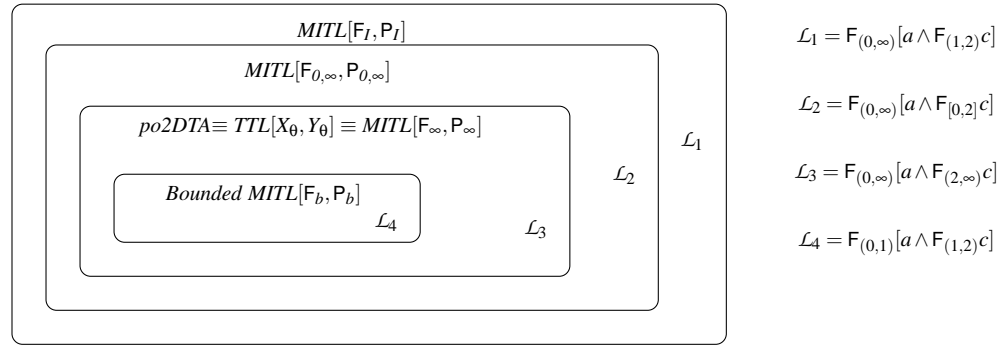 MITL[F_I, P_I]
MITL[F_{0,∞}, P_{0,∞}]
po2DTA≡ TTL[X_θ, Y_θ] ≡ MITL[F_∞, P_∞]
Bounded MITL[F_b, P_b]
ℒ_4
ℒ_3
ℒ_2
ℒ_1
ℒ_1 = F_{(0,∞)}[a ∧ F_{(1,2)}c]
ℒ_2 = F_{(0,∞)}[a ∧ F_{[0,2]}c]
ℒ_3 = F_{(0,∞)}[a ∧ F_{(2,∞)}c]
ℒ_4 = F_{(0,1)}[a ∧ F_{(1,2)}c]